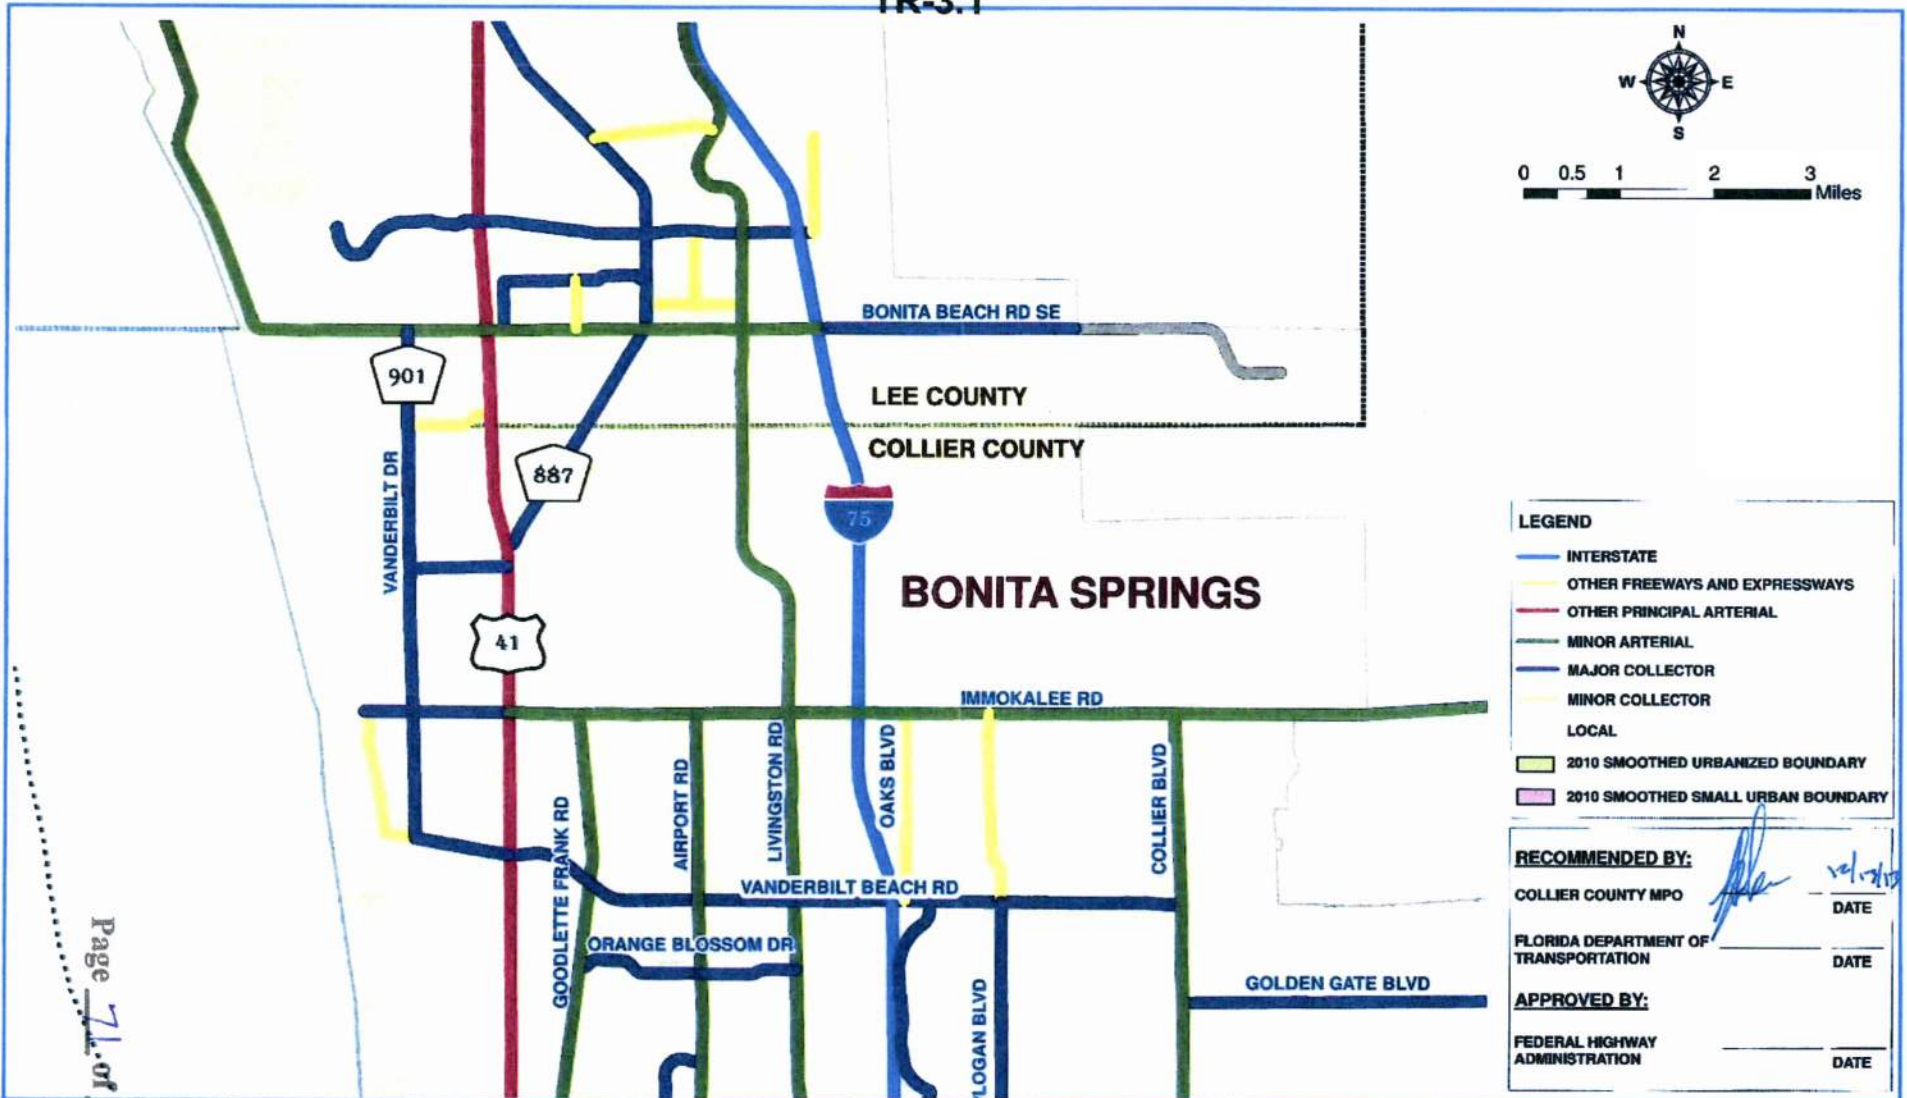 TR-3.1
N
W E
S
0 0.5 1 2 3
Miles
BONITA BEACH RD SE
901
LEE COUNTY
COLLIER COUNTY
887
VANDERBILT DR
75
BONITA SPRINGS
41
IMMOKALEE RD
GOODLETTE FRANK RD
AIRPORT RD
LIVINGSTON RD
OAKS BLVD
COLLIER BLVD
VANDERBILT BEACH RD
ORANGE BLOSSOM DR
LOGAN BLVD
GOLDEN GATE BLVD
LEGEND
INTERSTATE
OTHER FREEWAYS AND EXPRESSWAYS
OTHER PRINCIPAL ARTERIAL
MINOR ARTERIAL
MAJOR COLLECTOR
MINOR COLLECTOR
LOCAL
2010 SMOOTHED URBANIZED BOUNDARY
2010 SMOOTHED SMALL URBAN BOUNDARY
RECOMMENDED BY:
COLLIER COUNTY MPO
DATE
FLORIDA DEPARTMENT OF
TRANSPORTATION
DATE
APPROVED BY:
FEDERAL HIGHWAY
ADMINISTRATION
DATE
Page 71 of